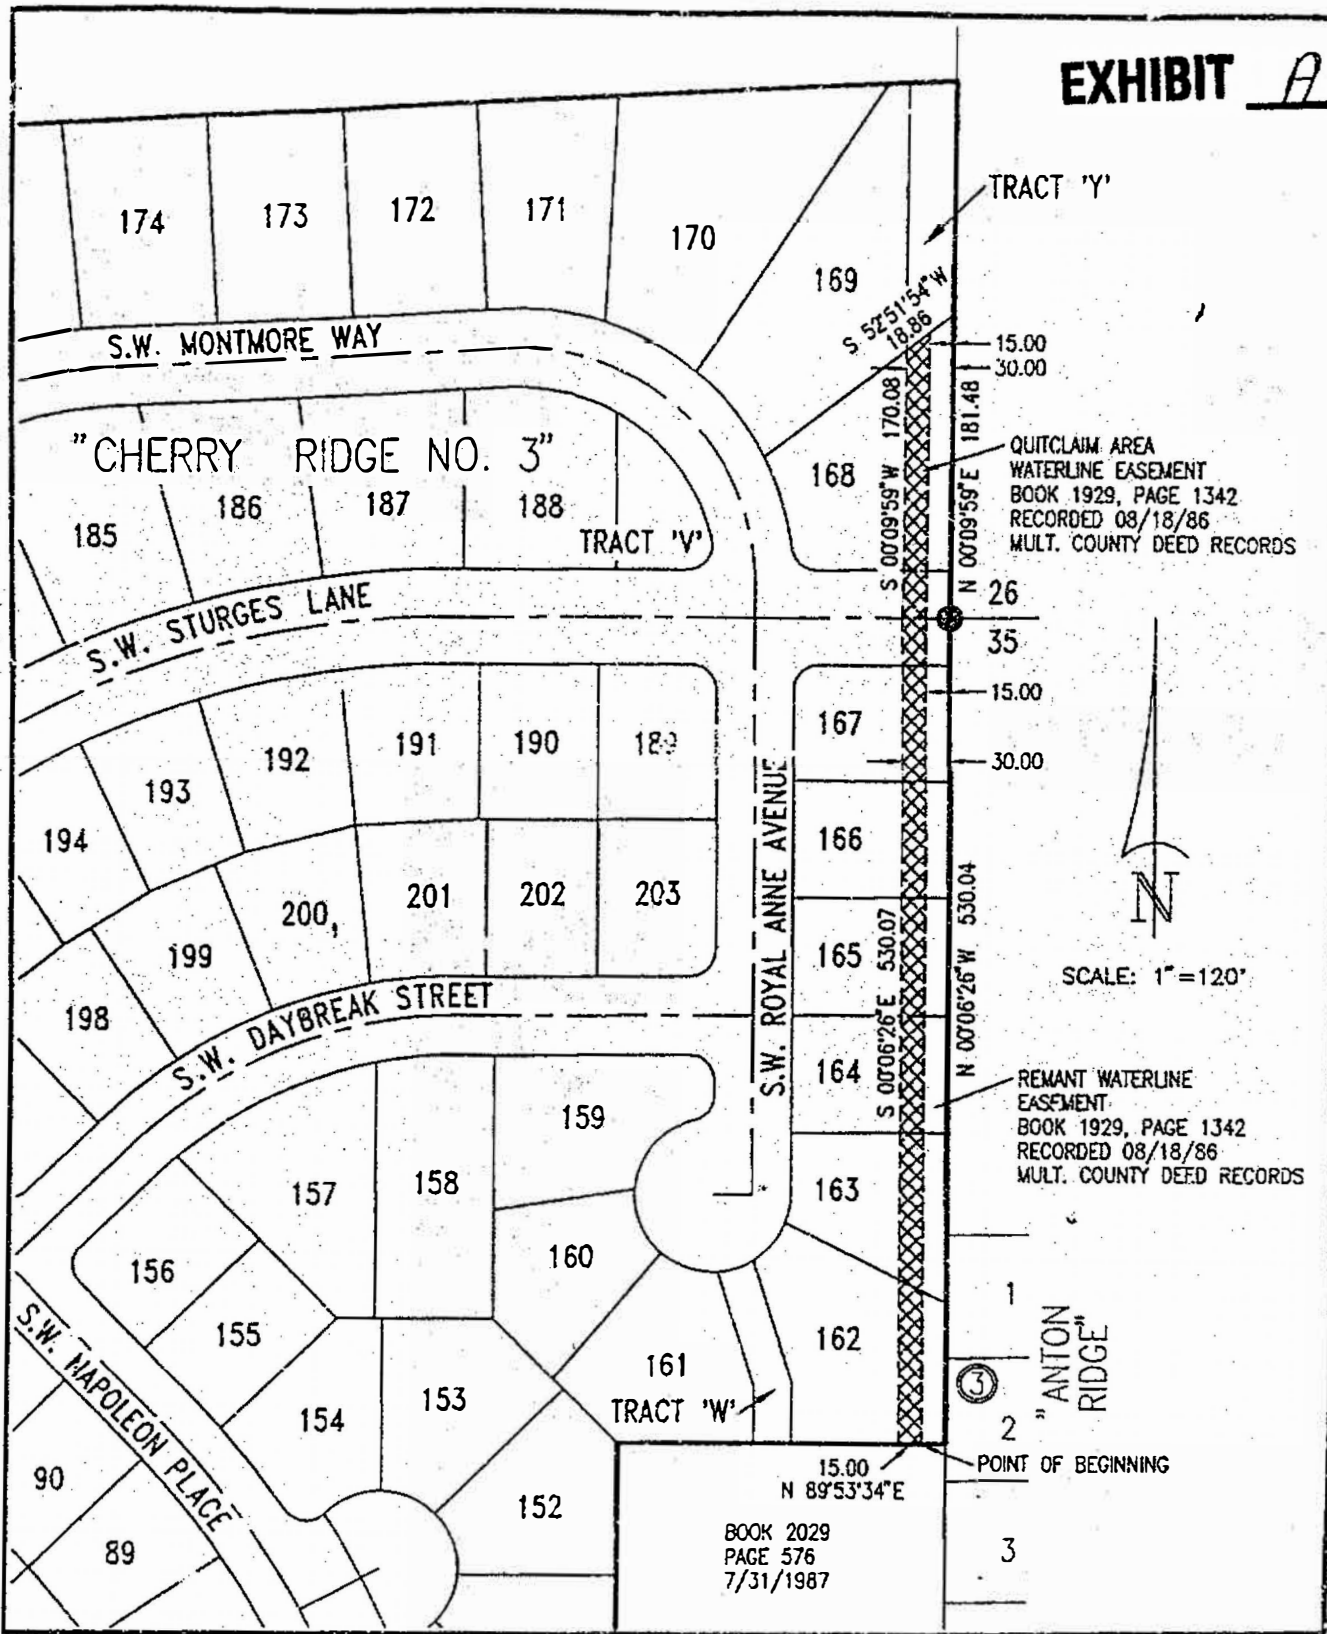 EXHIBIT A
TRACT 'Y'
174
173
172
171
170
169
S 52°51'54" W
18.86
15.00
30.00
S.W. MONTMORE WAY
"CHERRY RIDGE NO. 3"
185
186
187
188
TRACT 'V'
168
S 00°09'59" W 170.08
N 00°09'59" E 181.48
QUITCLAIM AREA
WATERLINE EASEMENT
BOOK 1929, PAGE 1342
RECORDED 08/18/86
MULT. COUNTY DEED RECORDS
26
35
S.W. STURGES LANE
15.00
30.00
194
193
192
191
190
189
167
166
165
164
163
162
S.W. ROYAL ANNE AVENUE
198
199
200,
201
202
203
S 00°06'26" E 530.07
N 00°06'26" W 530.04
N
SCALE: 1"=120'
S.W. DAYBREAK STREET
REMANT WATERLINE
EASEMENT
BOOK 1929, PAGE 1342
RECORDED 08/18/86
MULT. COUNTY DEED RECORDS
156
157
158
159
160
161
155
154
153
152
TRACT 'W'
S.W. NAPOLEON PLACE
90
89
1
2
3
3
"ANTON
RIDGE"
POINT OF BEGINNING
15.00
N 89°53'34" E
BOOK 2029
PAGE 576
7/31/1987